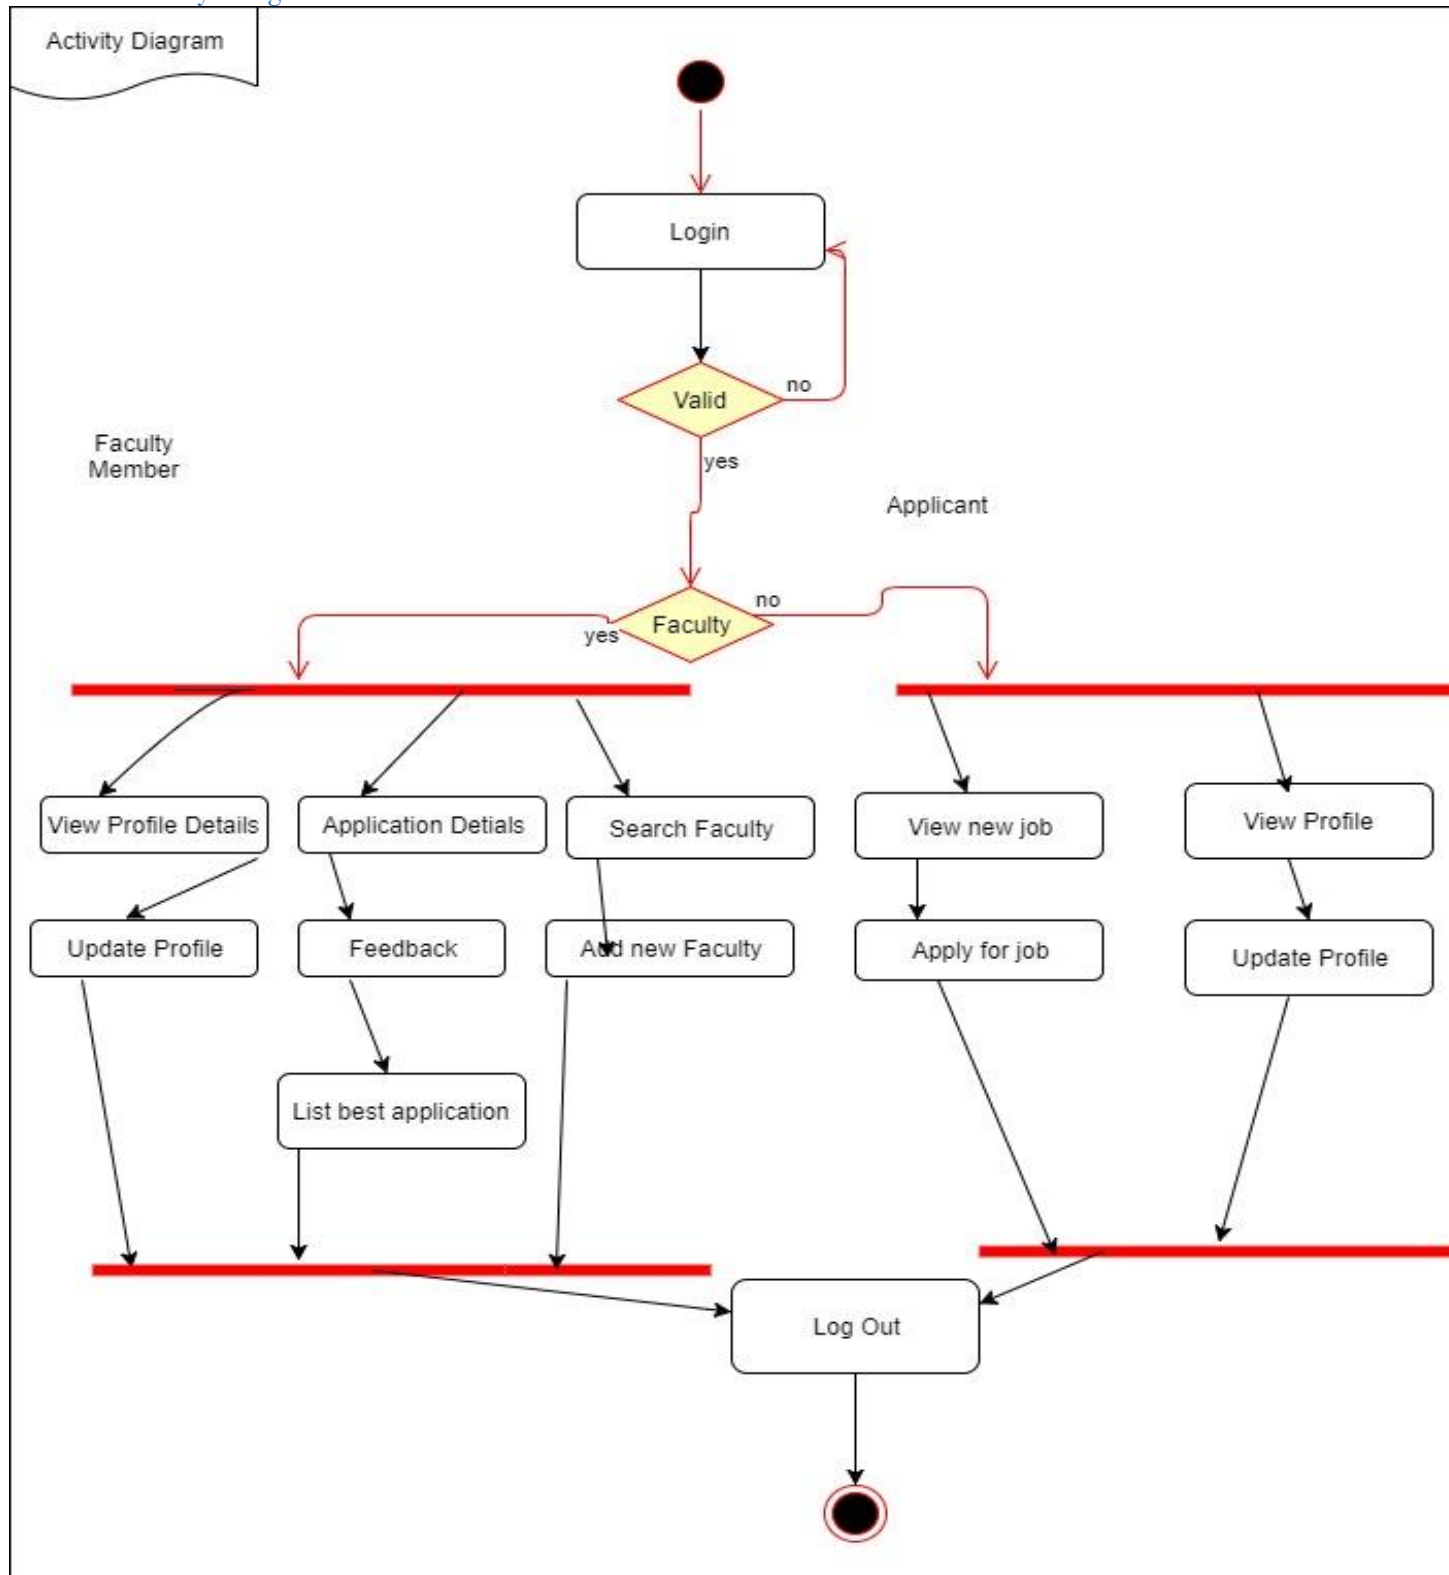 Activity Diagram
Login
Valid
no
yes
Faculty
Member
Applicant
no
Faculty
yes
View Profile Details
Application Detials
Search Faculty
View new job
View Profile
Update Profile
Feedback
Add new Faculty
Apply for job
Update Profile
List best application
Log Out